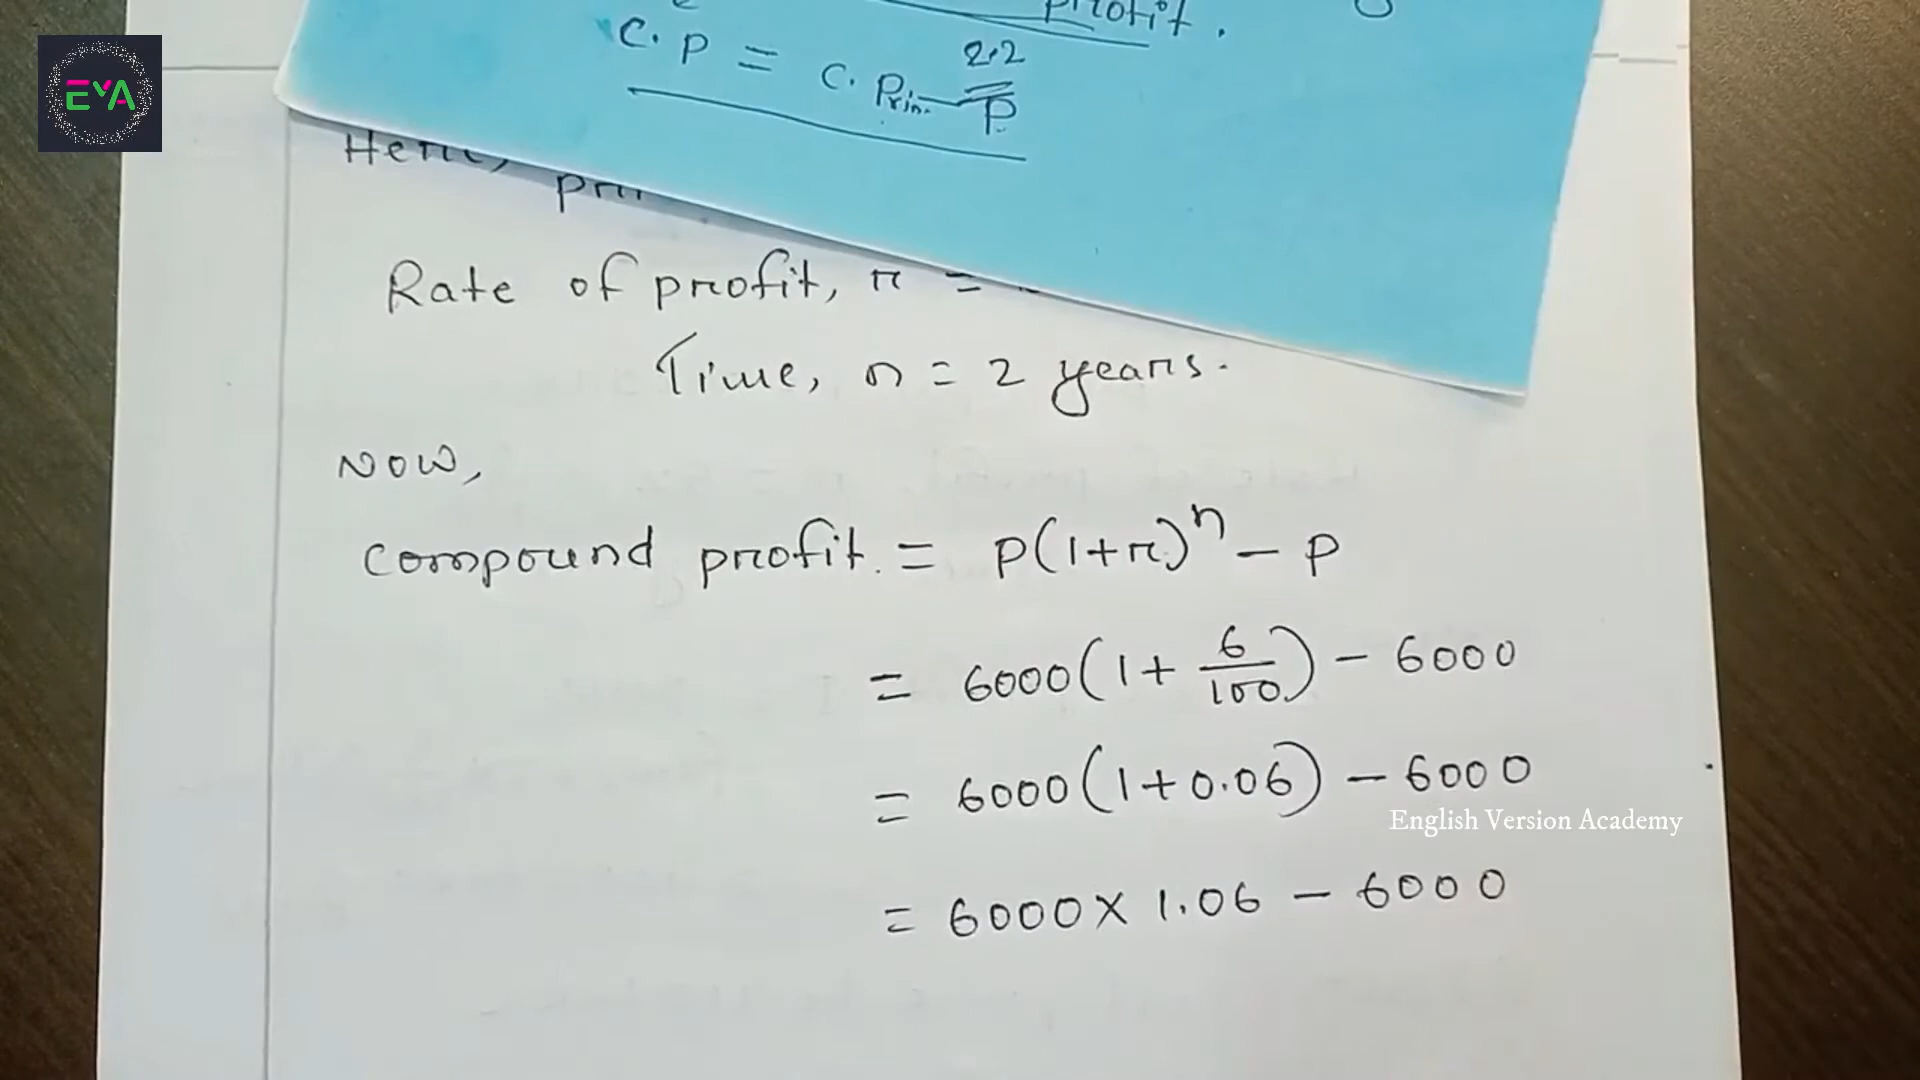 EYA
profit.
C. P = C. Prin. - P
2.2
Rate of profit, r =
Time, n = 2 years.
Now,
Compound profit. = P(1+r)ⁿ - P
= 6000(1 + 6/100) - 6000
= 6000(1+0.06) - 6000
English Version Academy
= 6000 × 1.06 - 6000